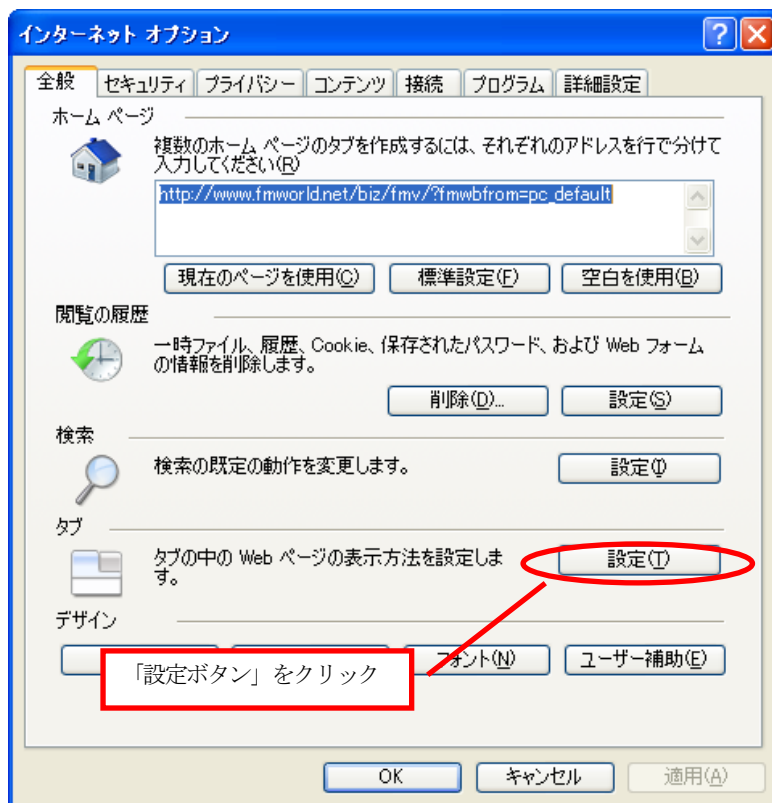 インターネット オプション
全般 セキュリティ プライバシー コンテンツ 接続 プログラム 詳細設定
ホーム ページ
複数のホーム ページのタブを作成するには、それぞれのアドレスを行で分けて
入力してください(R)
http://www.fmworld.net/biz/fmv/?fmwbfrom=pc_default
現在のページを使用(C) 標準設定(F) 空白を使用(B)
閲覧の履歴
一時ファイル、履歴、Cookie、保存されたパスワード、および Web フォーム
の情報を削除します。
削除(D)... 設定(S)
検索
検索の既定の動作を変更します。
設定(I)
タブ
タブの中の Web ページの表示方法を設定しま
す。
設定(T)
デザイン
フォント(N) ユーザー補助(E)
「設定ボタン」をクリック
OK キャンセル 適用(A)